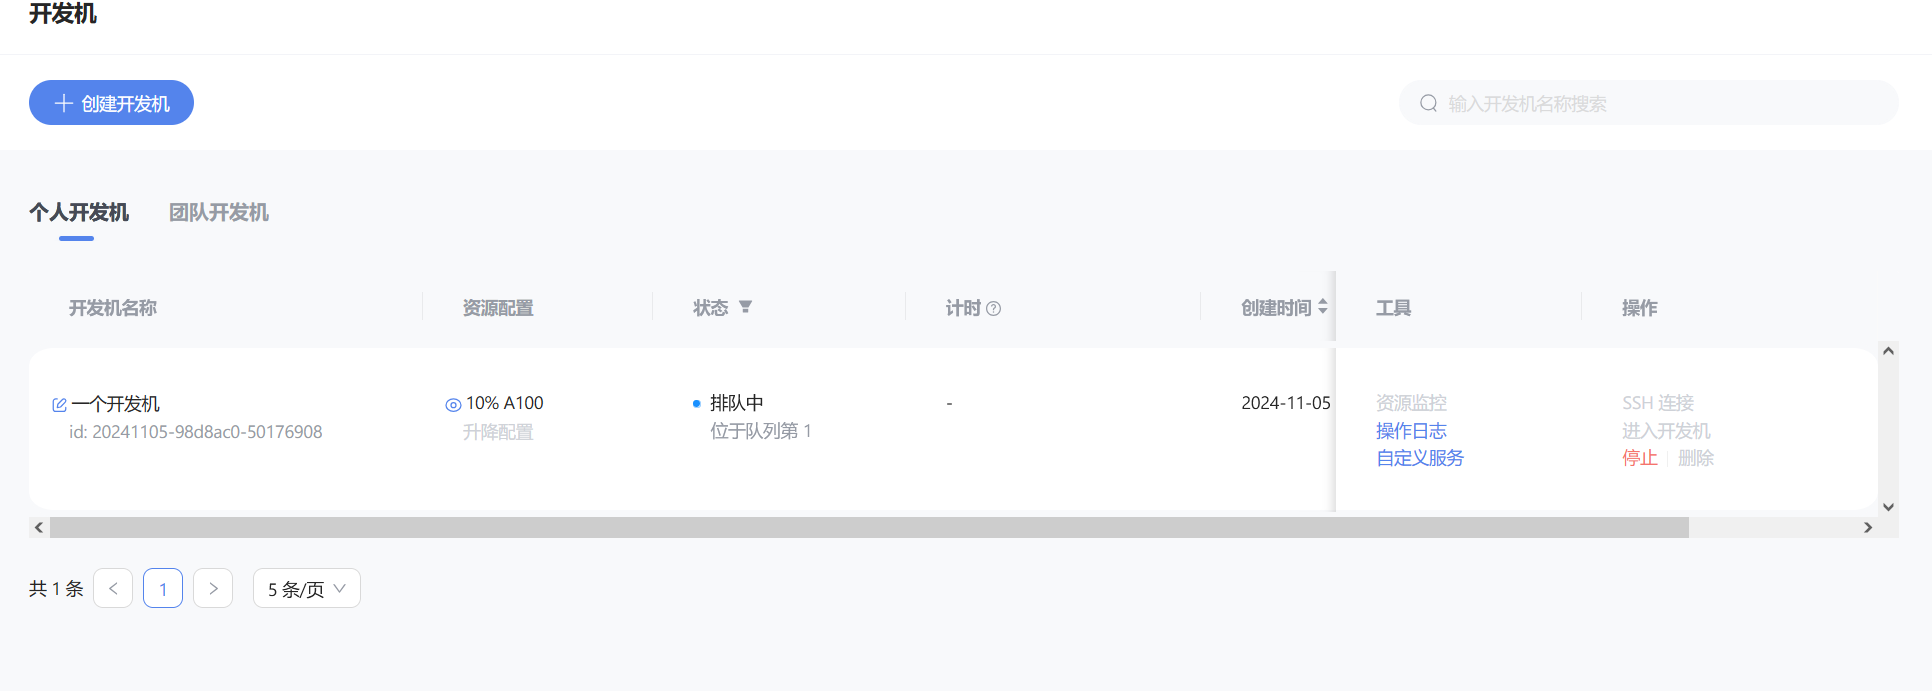 开发机
创建开发机
输入开发机名称搜索
个人开发机 团队开发机
开发机名称 资源配置 状态 计时 创建时间 工具 操作
一个开发机 10% A100 排队中 - 2024-11-05 资源监控 SSH 连接
id: 20241105-98d8ac0-50176908 升降配置 位于队列第 1 操作日志 进入开发机
自定义服务 停止 删除
共 1 条 < 1 > 5 条/页